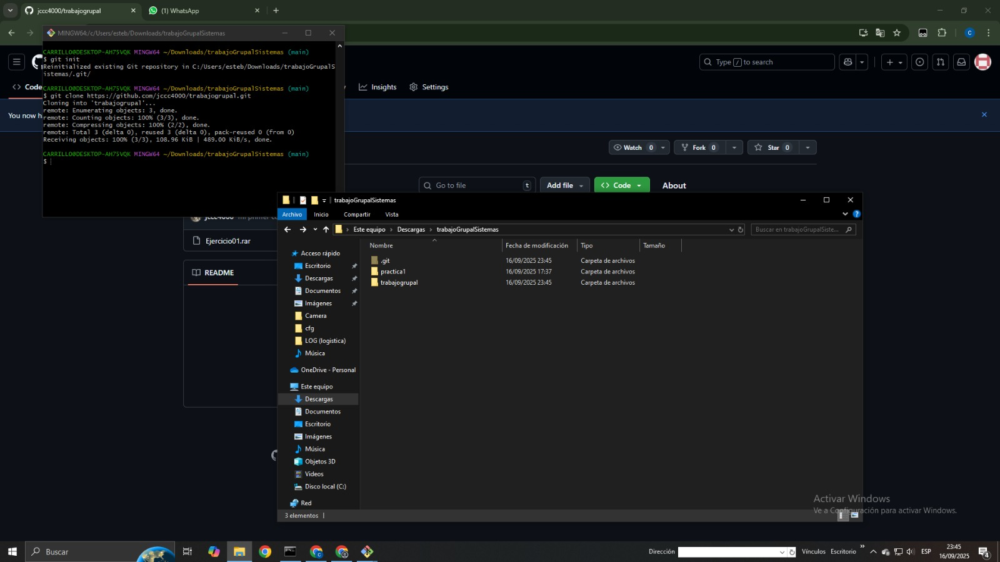 jccc4000/trabajogrupal
(1) WhatsApp
MINGW64:/c/Users/esteb/Downloads/trabajoGrupalSistemas
CARRILLO@DESKTOP-AH75VQK MINGW64 ~/Downloads/trabajoGrupalSistemas (main)
$ git init
Reinitialized existing Git repository in C:/Users/esteb/Downloads/trabajoGrupalS
istemas/.git/
CARRILLO@DESKTOP-AH75VQK MINGW64 ~/Downloads/trabajoGrupalSistemas (main)
$ git clone https://github.com/jccc4000/trabajogrupal.git
Cloning into 'trabajogrupal'...
remote: Enumerating objects: 3, done.
remote: Counting objects: 100% (3/3), done.
remote: Compressing objects: 100% (2/2), done.
remote: Total 3 (delta 0), reused 3 (delta 0), pack-reused 0 (from 0)
Receiving objects: 100% (3/3), 108.96 KiB | 489.00 KiB/s, done.
CARRILLO@DESKTOP-AH75VQK MINGW64 ~/Downloads/trabajoGrupalSistemas (main)
$
C
Type / to search
Code
Insights
Settings
You now h
Watch 0
Fork 0
Star 0
Go to file
t
Add file
Code
About
jccc4000 mi primer co
Ejercicio01.rar
README
trabajoGrupalSistemas
Archivo
Inicio
Compartir
Vista
Este equipo › Descargas › trabajoGrupalSistemas
Buscar en trabajoGrupalSiste...
Nombre
Fecha de modificación
Tipo
Tamaño
.git 16/09/2025 23:45 Carpeta de archivos
practica1 16/09/2025 17:37 Carpeta de archivos
trabajogrupal 16/09/2025 23:45 Carpeta de archivos
Acceso rápido
Escritorio
Descargas
Documentos
Imágenes
Camera
cfg
LOG (logistica)
Música
OneDrive - Personal
Este equipo
Descargas
Documentos
Escritorio
Imágenes
Música
Objetos 3D
Videos
Disco local (C:)
Red
3 elementos
Activar Windows
Ve a Configuración para activar Windows.
Buscar
C
Dirección
Vínculos
Escritorio
ESP
23:45
16/09/2025
4